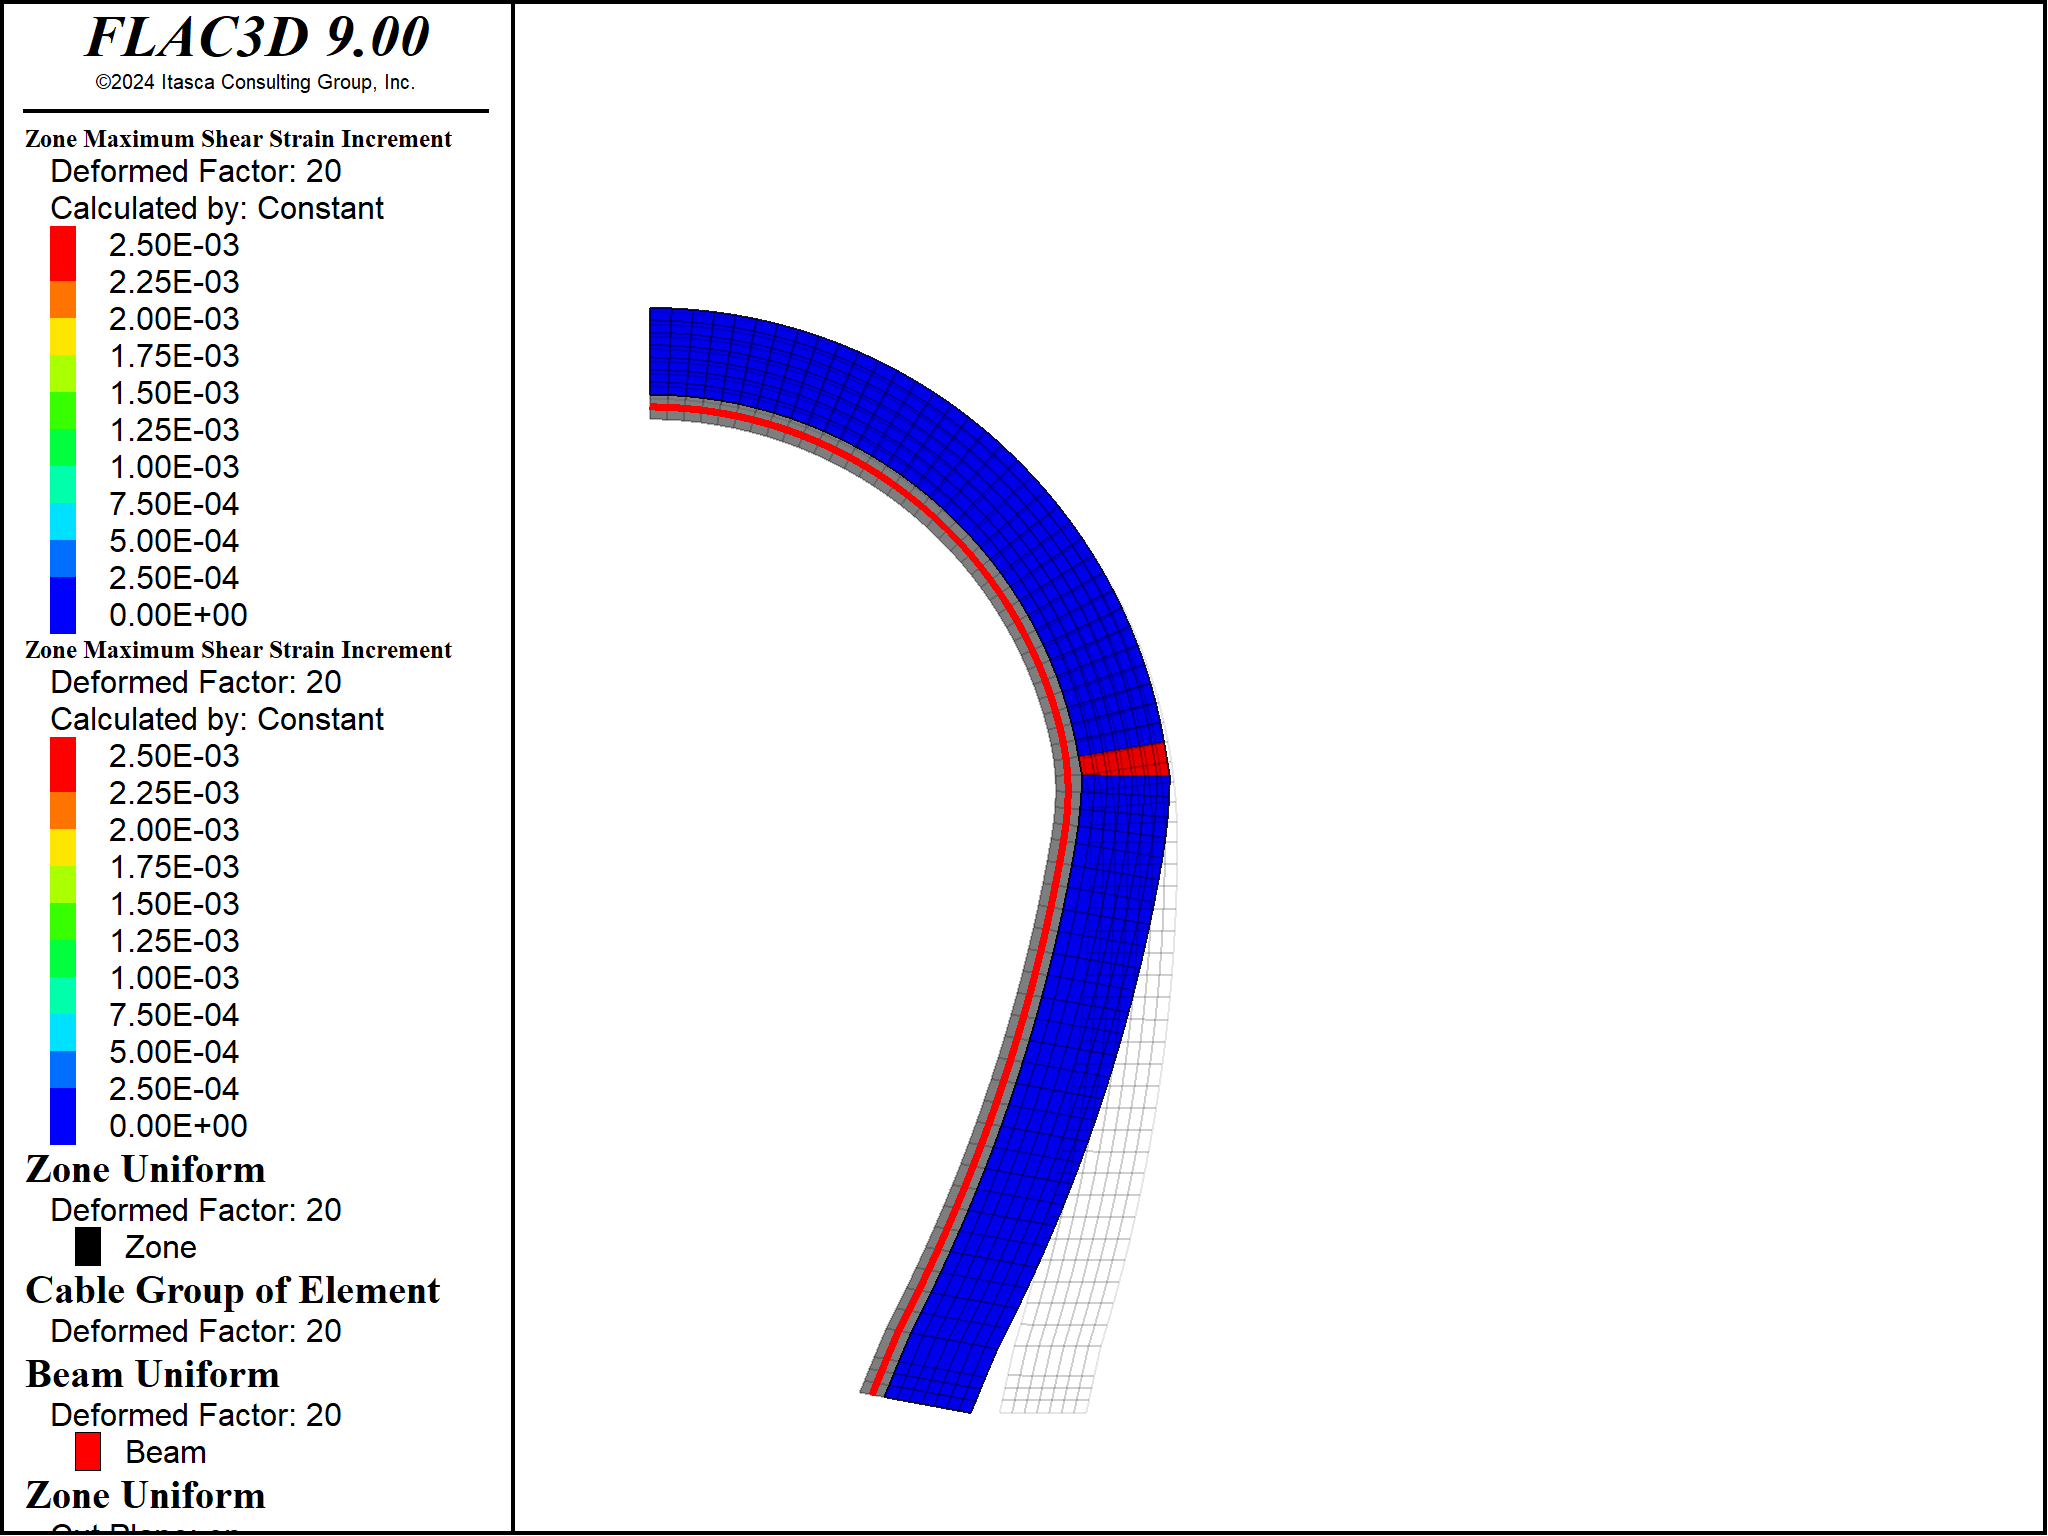 FLAC3D 9.00
©2024 Itasca Consulting Group, Inc.
Zone Maximum Shear Strain Increment
Deformed Factor: 20
Calculated by: Constant
2.50E-03
2.25E-03
2.00E-03
1.75E-03
1.50E-03
1.25E-03
1.00E-03
7.50E-04
5.00E-04
2.50E-04
0.00E+00
Zone Maximum Shear Strain Increment
Deformed Factor: 20
Calculated by: Constant
2.50E-03
2.25E-03
2.00E-03
1.75E-03
1.50E-03
1.25E-03
1.00E-03
7.50E-04
5.00E-04
2.50E-04
0.00E+00
Zone Uniform
Deformed Factor: 20
Zone
Cable Group of Element
Deformed Factor: 20
Beam Uniform
Deformed Factor: 20
Beam
Zone Uniform